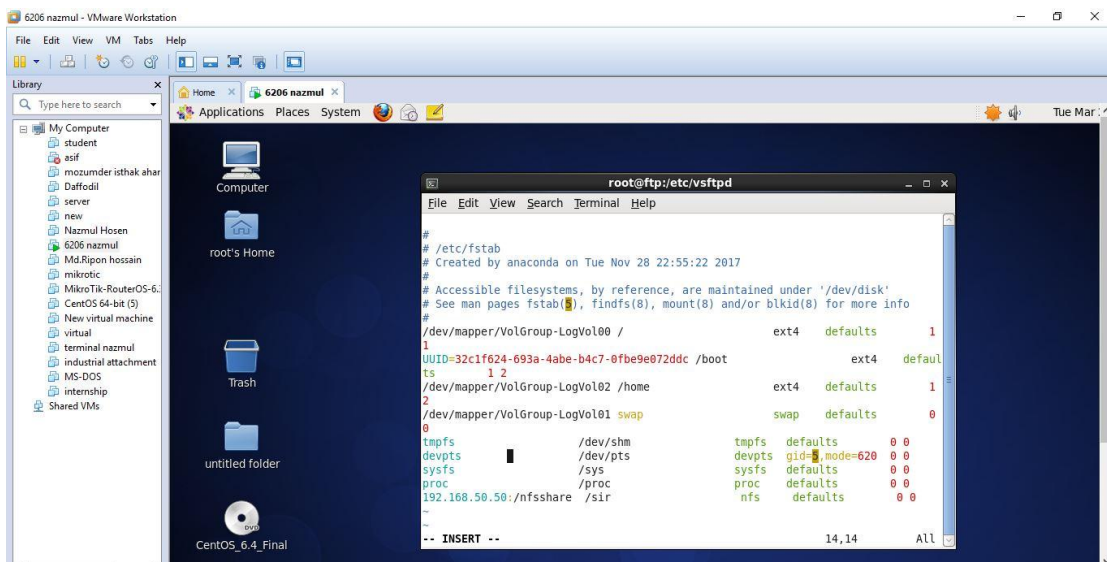 6206 nazmul - VMware Workstation
File Edit View VM Tabs Help
Library
Type here to search
My Computer
student
asif
mozumder isthak ahar
Daffodil
server
new
Nazmul Hosen
6206 nazmul
Md.Ripon hossain
mikrotic
MikroTik-RouterOS-6.
CentOS 64-bit (5)
New virtual machine
virtual
terminal nazmul
industrial attachment
MS-DOS
internship
Shared VMs
Home 6206 nazmul
Applications Places System Tue Mar
Computer
root's Home
Trash
untitled folder
DVD
CentOS_6.4_Final
root@ftp:/etc/vsftpd
File Edit View Search Terminal Help
#
# /etc/fstab
# Created by anaconda on Tue Nov 28 22:55:22 2017
#
# Accessible filesystems, by reference, are maintained under '/dev/disk'
# See man pages fstab(5), findfs(8), mount(8) and/or blkid(8) for more info
#
/dev/mapper/VolGroup-LogVol00 / ext4 defaults 1
1
UUID=32c1f624-693a-4abe-b4c7-0fbe9e072ddc /boot ext4 defaul
ts 1 2
/dev/mapper/VolGroup-LogVol02 /home ext4 defaults 1
2
/dev/mapper/VolGroup-LogVol01 swap swap defaults 0
0
tmpfs /dev/shm tmpfs defaults 0 0
devpts /dev/pts devpts gid=5,mode=620 0 0
sysfs /sys sysfs defaults 0 0
proc /proc proc defaults 0 0
192.168.50.50:/nfsshare /sir nfs defaults 0 0
~
~
-- INSERT -- 14,14 All